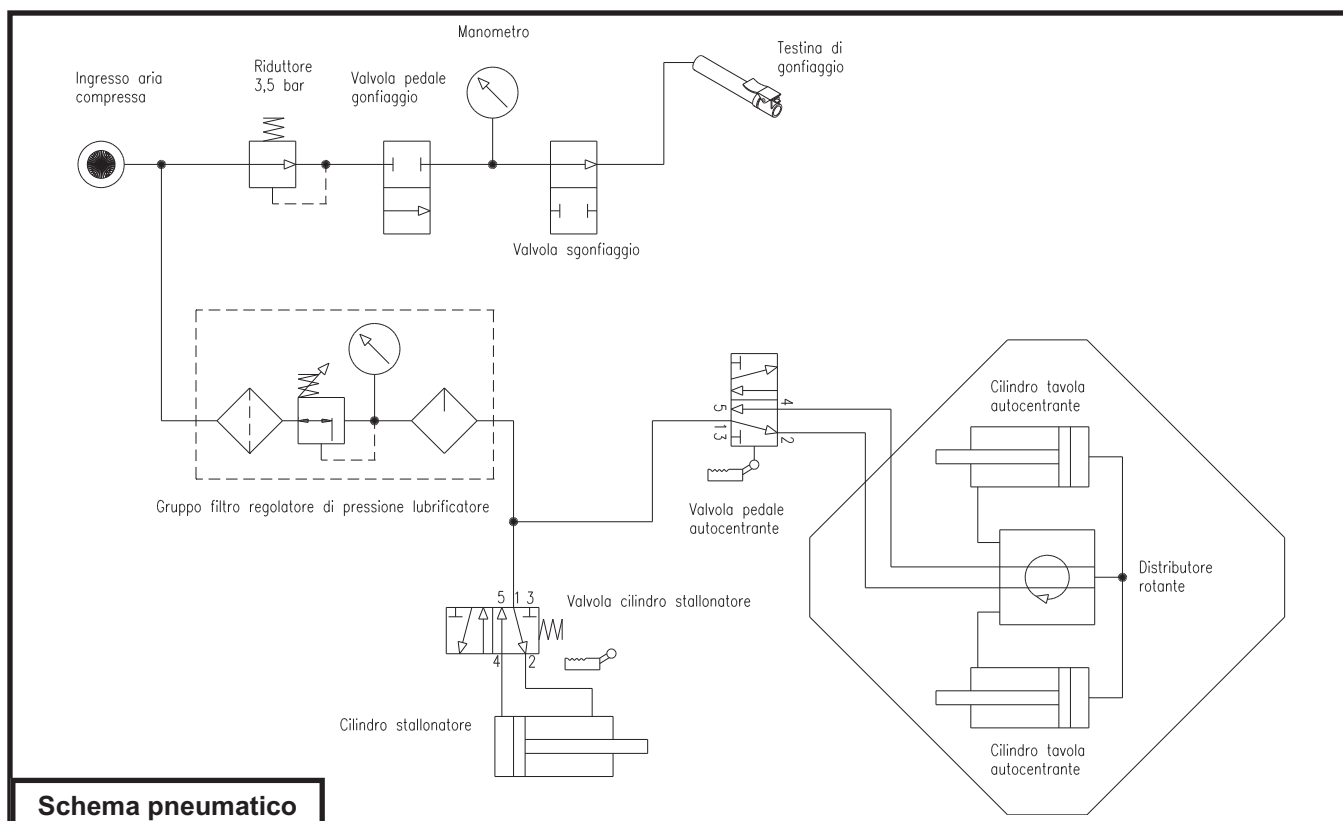 Manometro
Testina di
gonfiaggio
Ingresso aria
compressa
Riduttore
3,5 bar
Valvola pedale
gonfiaggio
Valvola sgonfiaggio
Gruppo filtro regolatore di pressione lubrificatore
5
4
13
2
Valvola pedale
autocentrante
Cilindro tavola
autocentrante
Distributore
rotante
Cilindro tavola
autocentrante
5 1 3
4 2
Valvola cilindro stallonatore
Cilindro stallonatore
Schema pneumatico